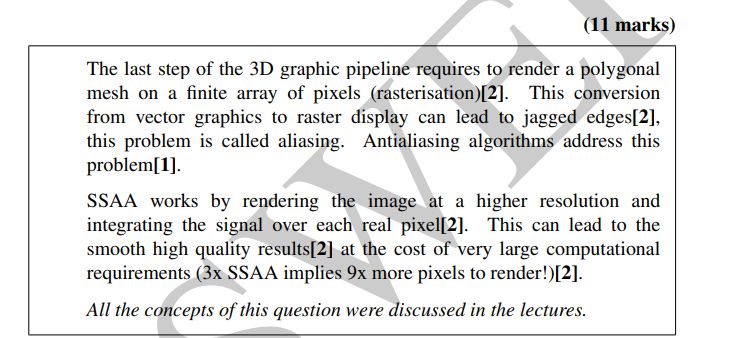 (11 marks)
The last step of the 3D graphic pipeline requires to render a polygonal
mesh on a finite array of pixels (rasterisation)[2]. This conversion
from vector graphics to raster display can lead to jagged edges[2],
this problem is called aliasing. Antialiasing algorithms address this
problem[1].
SSAA works by rendering the image at a higher resolution and
integrating the signal over each real pixel[2]. This can lead to the
smooth high quality results[2] at the cost of very large computational
requirements (3x SSAA implies 9x more pixels to render!)[2].
All the concepts of this question were discussed in the lectures.